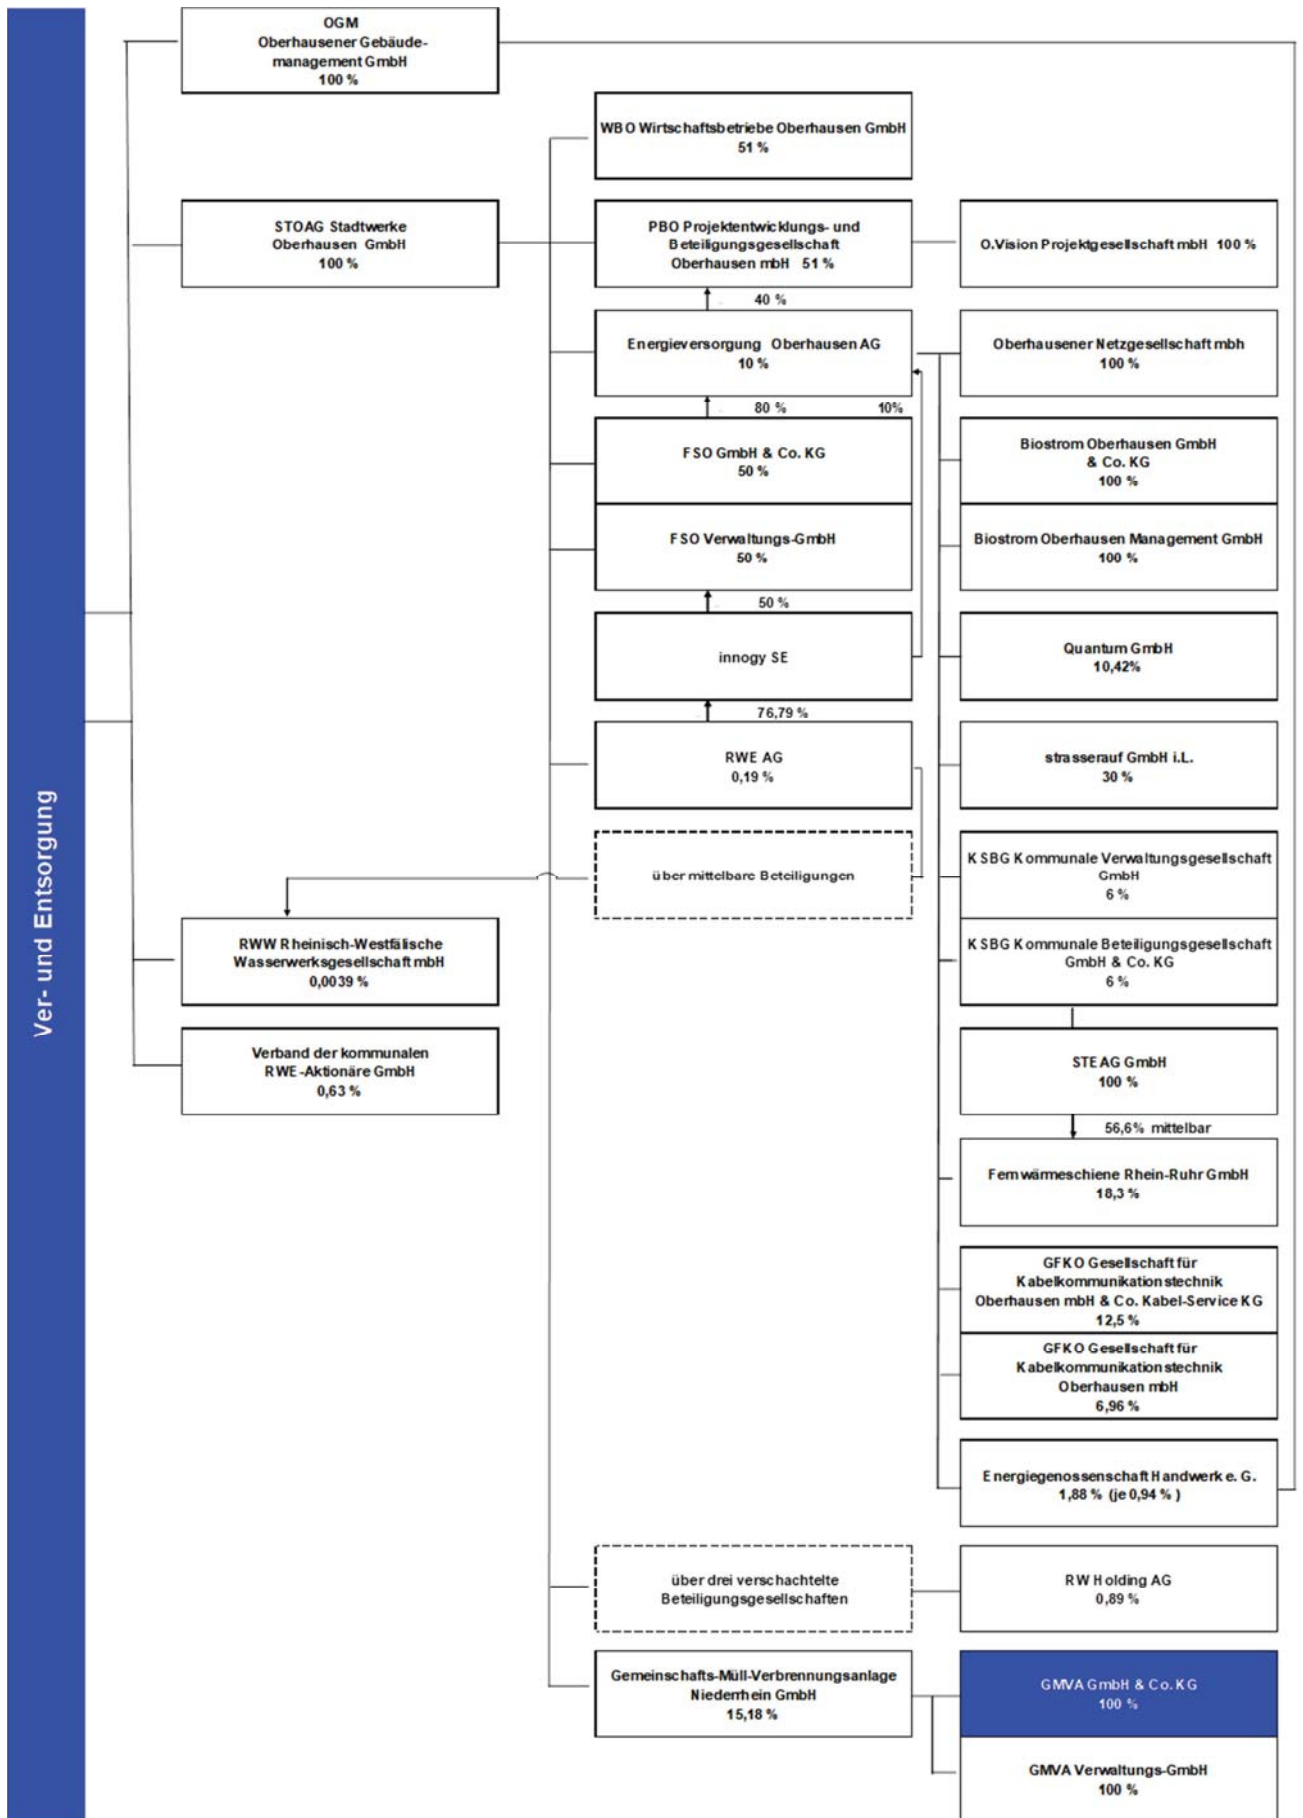 Ver- und Entsorgung
OGM
Oberhausener Gebäude-
management GmbH
100 %
STOAG Stadtwerke
Oberhausen GmbH
100 %
RWW Rheinisch-Westfälische
Wasserwerksgesellschaft mbH
0,0039 %
Verband der kommunalen
RWE-Aktionäre GmbH
0,63 %
WBO Wirtschaftsbetriebe Oberhausen GmbH
51 %
PBO Projektentwicklungs- und
Beteiligungsgesellschaft
Oberhausen mbH 51 %
40 %
Energieversorgung Oberhausen AG
10 %
80 %
10%
FSO GmbH & Co. KG
50 %
FSO Verwaltungs-GmbH
50 %
50 %
innogy SE
76,79 %
RWE AG
0,19 %
über mittelbare Beteiligungen
über drei verschachtelte
Beteiligungsgesellschaften
Gemeinschafts-Müll-Verbrennungsanlage
Niederrhein GmbH
15,18 %
O.Vision Projektgesellschaft mbH 100 %
Oberhausener Netzgesellschaft mbh
100 %
Biostrom Oberhausen GmbH
& Co. KG
100 %
Biostrom Oberhausen Management GmbH
100 %
Quantum GmbH
10,42%
strasserauf GmbH i.L.
30 %
KSBG Kommunale Verwaltungsgesellschaft
GmbH
6 %
KSBG Kommunale Beteiligungsgesellschaft
GmbH & Co. KG
6 %
STEAG GmbH
100 %
56,6% mittelbar
Fernwärmeschiene Rhein-Ruhr GmbH
18,3 %
GFKO Gesellschaft für
Kabelkommunikationstechnik
Oberhausen mbH & Co. Kabel-Service KG
12,5 %
GFKO Gesellschaft für
Kabelkommunikationstechnik
Oberhausen mbH
6,96 %
Energiegenossenschaft Handwerk e. G.
1,88 % (je 0,94 % )
RW Holding AG
0,89 %
GMVA GmbH & Co. KG
100 %
GMVA Verwaltungs-GmbH
100 %